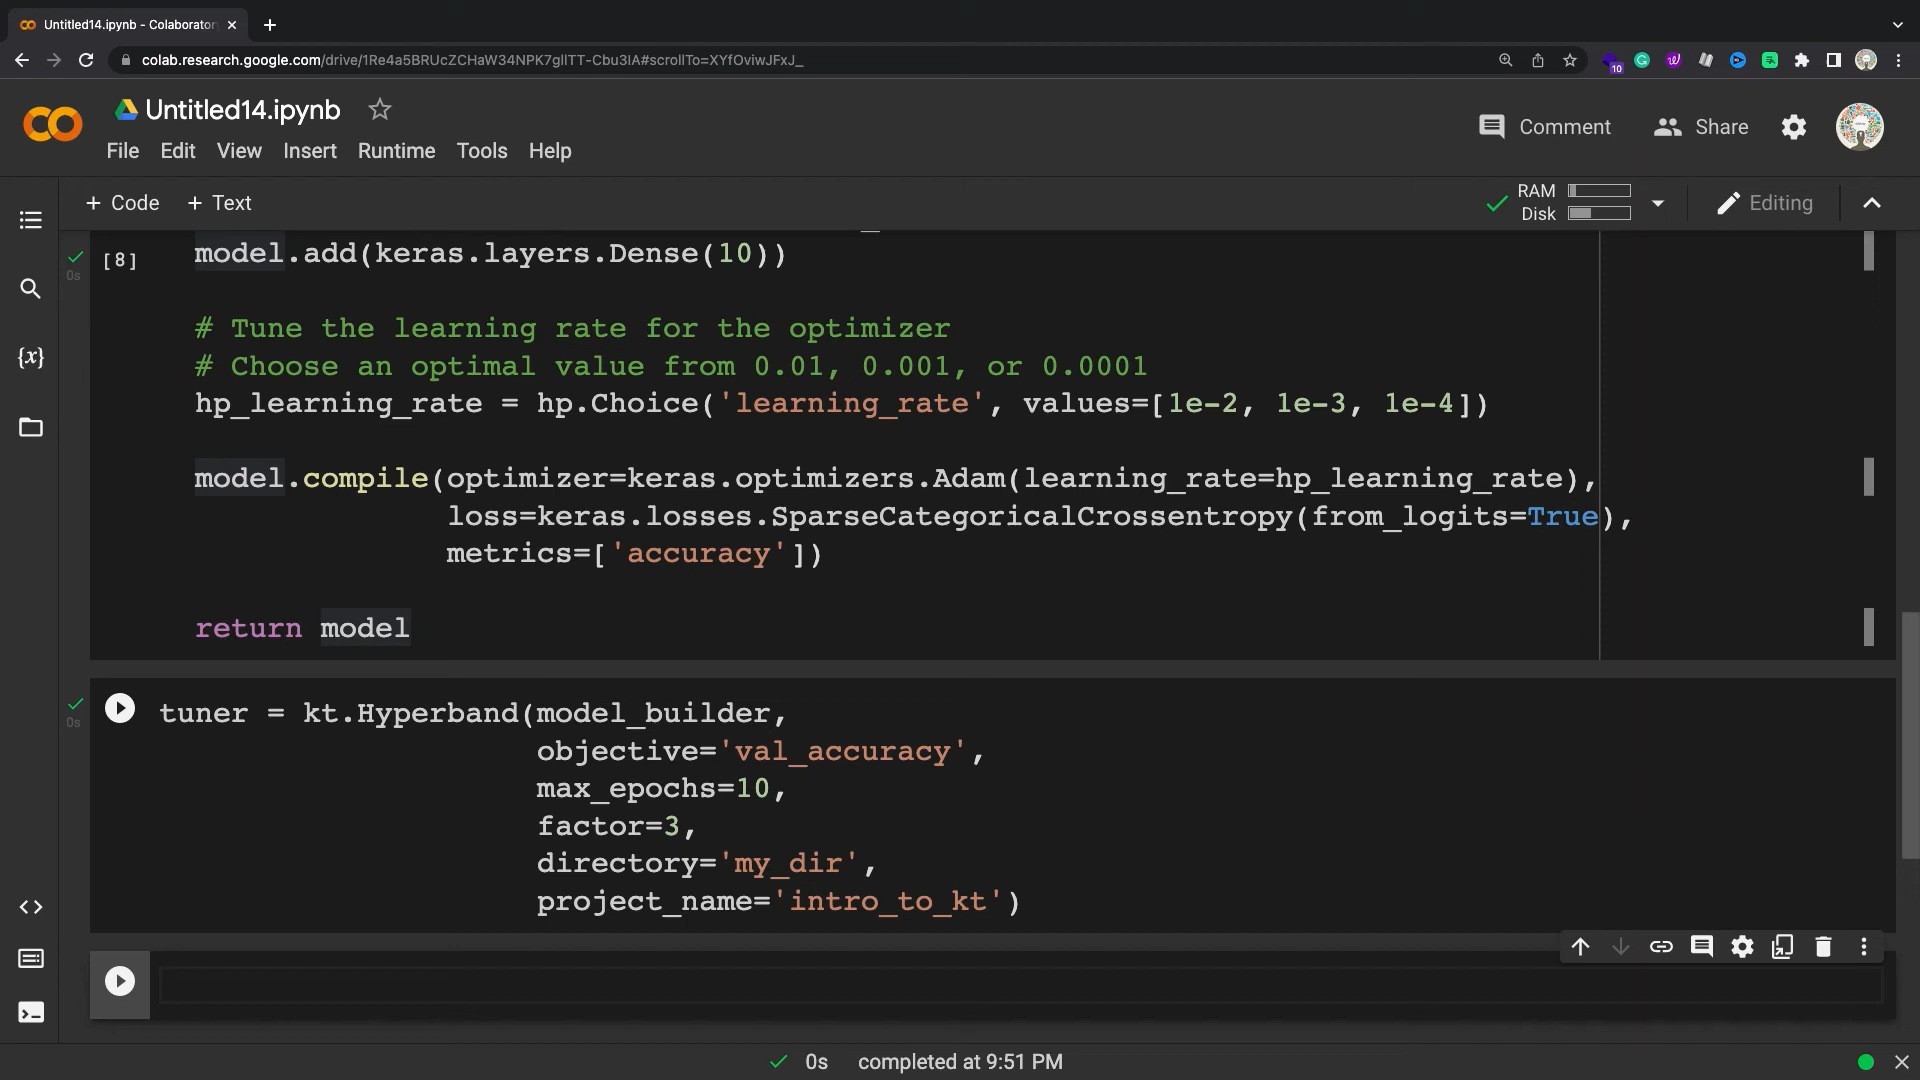 Untitled14.ipynb - Colaborator
colab.research.google.com/drive/1Re4a5BRUcZCHaW34NPK7gllTT-Cbu3IA#scrollTo=XYfOviwJFxJ_
10
Untitled14.ipynb
Comment
Share
File Edit View Insert Runtime Tools Help
+ Code + Text
RAM
Disk
Editing
{x}
0s
[8]
model.add(keras.layers.Dense(10))
# Tune the learning rate for the optimizer
# Choose an optimal value from 0.01, 0.001, or 0.0001
hp_learning_rate = hp.Choice('learning_rate', values=[1e-2, 1e-3, 1e-4])
model.compile(optimizer=keras.optimizers.Adam(learning_rate=hp_learning_rate),
loss=keras.losses.SparseCategoricalCrossentropy(from_logits=True),
metrics=['accuracy'])
return model
0s
tuner = kt.Hyperband(model_builder,
objective='val_accuracy',
max_epochs=10,
factor=3,
directory='my_dir',
project_name='intro_to_kt')
0s completed at 9:51 PM